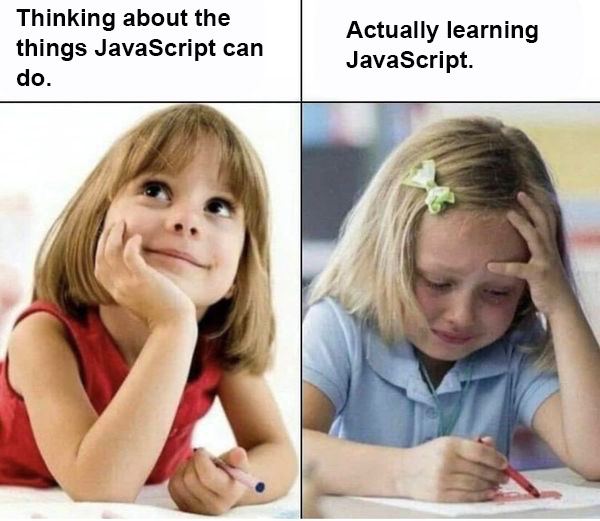 Thinking about the
things JavaScript can
do.
Actually learning
JavaScript.